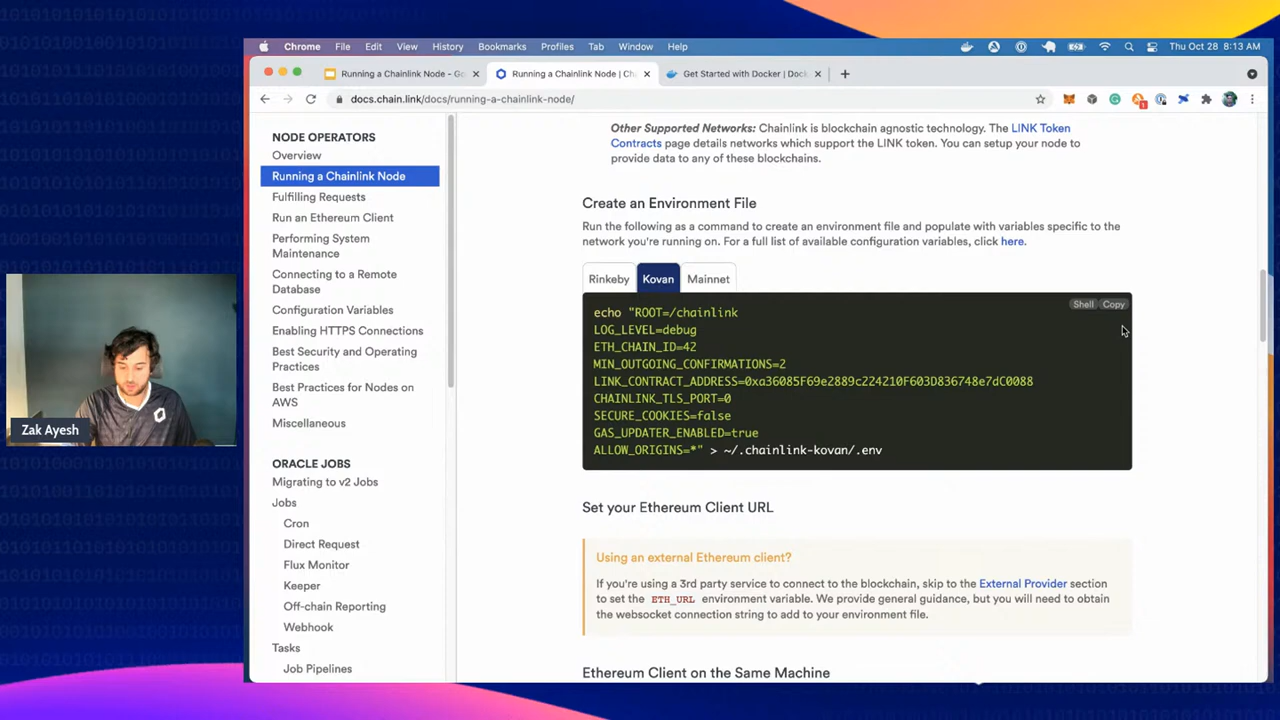 Chrome File Edit View History Bookmarks Profiles Tab Window Help
Thu Oct 28 8:13 AM
Running a Chainlink Node - Go
Running a Chainlink Node | Cha
Get Started with Docker | Dock
docs.chain.link/docs/running-a-chainlink-node/
NODE OPERATORS
Overview
Running a Chainlink Node
Fulfilling Requests
Run an Ethereum Client
Performing System
Maintenance
Connecting to a Remote
Database
Configuration Variables
Enabling HTTPS Connections
Best Security and Operating
Practices
Best Practices for Nodes on
AWS
Miscellaneous
ORACLE JOBS
Migrating to v2 Jobs
Jobs
Cron
Direct Request
Flux Monitor
Keeper
Off-chain Reporting
Webhook
Tasks
Job Pipelines
Other Supported Networks: Chainlink is blockchain agnostic technology. The LINK Token
Contracts page details networks which support the LINK token. You can setup your node to
provide data to any of these blockchains.
Create an Environment File
Run the following as a command to create an environment file and populate with variables specific to the
network you're running on. For a full list of available configuration variables, click here.
Rinkeby Kovan Mainnet
Shell Copy
echo "ROOT=/chainlink
LOG_LEVEL=debug
ETH_CHAIN_ID=42
MIN_OUTGOING_CONFIRMATIONS=2
LINK_CONTRACT_ADDRESS=0xa36085F69e2889c224210F603D836748e7dC0088
CHAINLINK_TLS_PORT=0
SECURE_COOKIES=false
GAS_UPDATER_ENABLED=true
ALLOW_ORIGINS=*" > ~/.chainlink-kovan/.env
Set your Ethereum Client URL
Using an external Ethereum client?
If you're using a 3rd party service to connect to the blockchain, skip to the External Provider section
to set the ETH_URL environment variable. We provide general guidance, but you will need to obtain
the websocket connection string to add to your environment file.
Ethereum Client on the Same Machine
Zak Ayesh